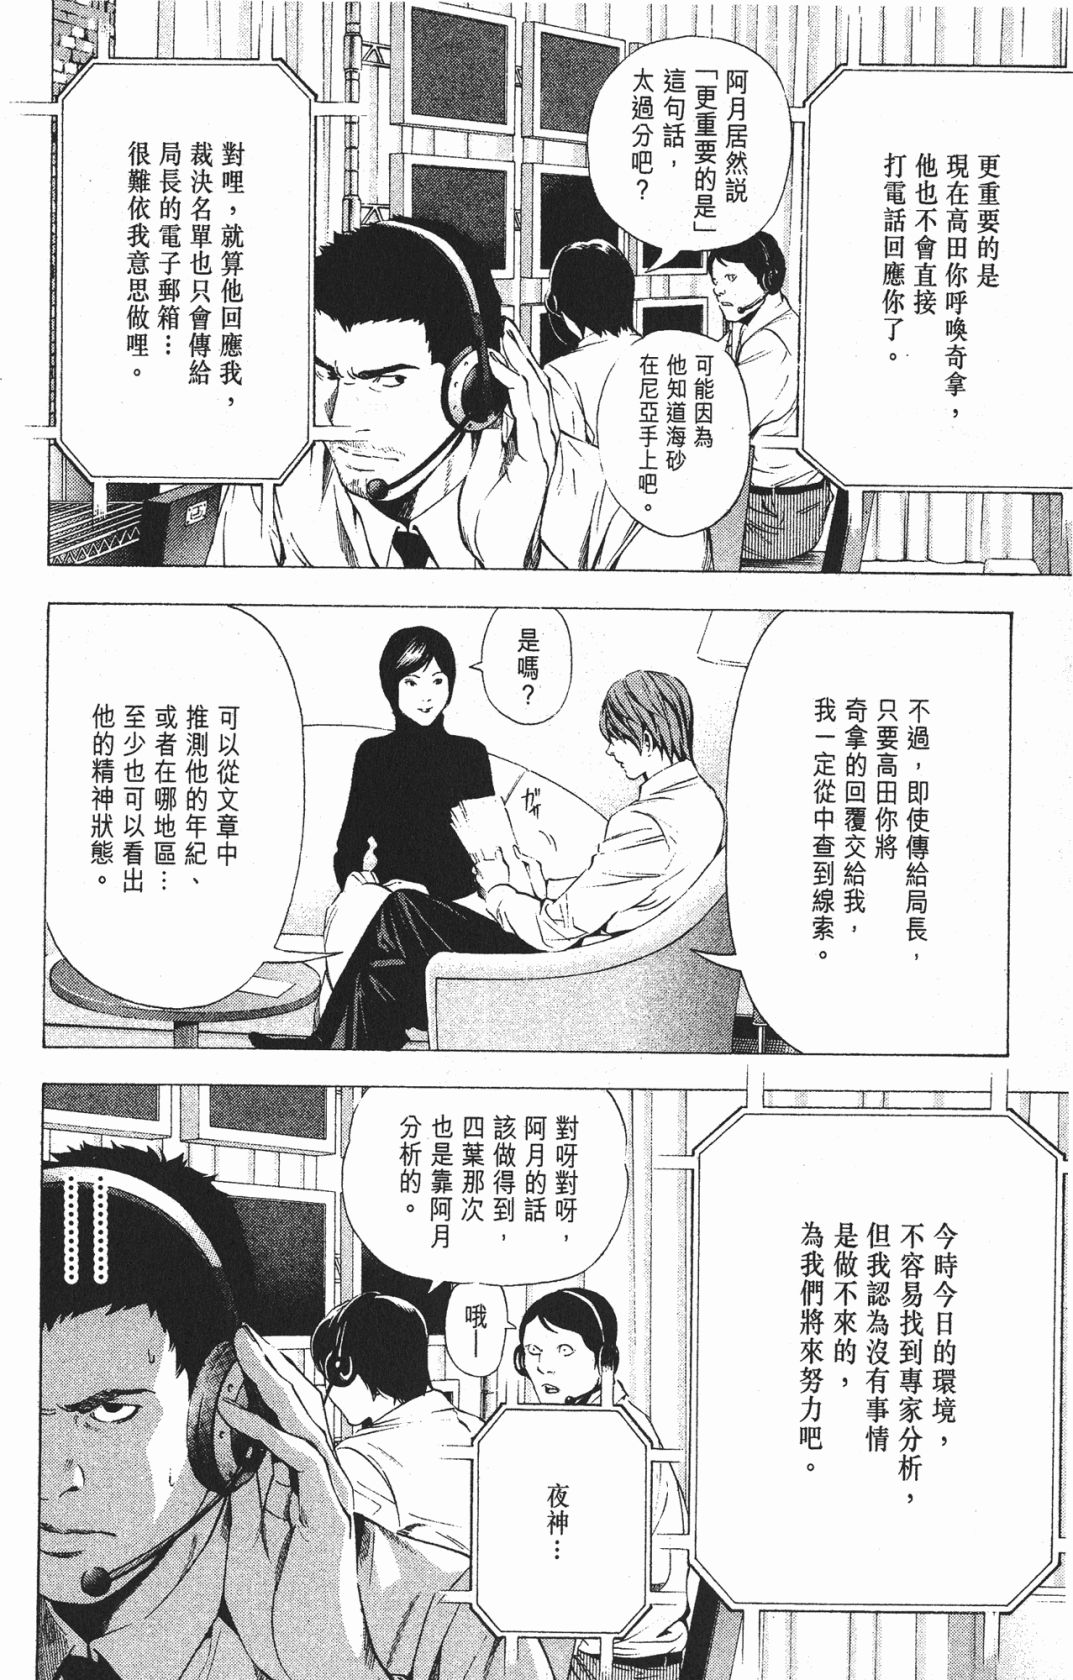 更重要的是
現在高田你呼喚奇拿，
他也不會直接
打電話回應你了。
阿月居然說
「更重要的是」
這句話，
太過分吧？
可能因為
他知道海砂
在尼亞手上吧。
對哩，就算他回應我，
裁決名單也只會傳給
局長的電子郵箱…
很難依我意思做哩。
不過，即使傳給局長，
只要高田你將
奇拿的回覆交給我，
我一定從中查到線索。
是嗎？
ガサ
可以從文章中
推測他的年紀、
或者在哪地區…
至少也可以看出
他的精神狀態。
今時今日的環境，
不容易找到專家分析，
但我認為沒有事情
是做不來的，
為我們將來努力吧。
對呀對呀，
阿月的話
該做得到，
四葉那次
也是靠阿月
分析的。
哦—
夜神…
……